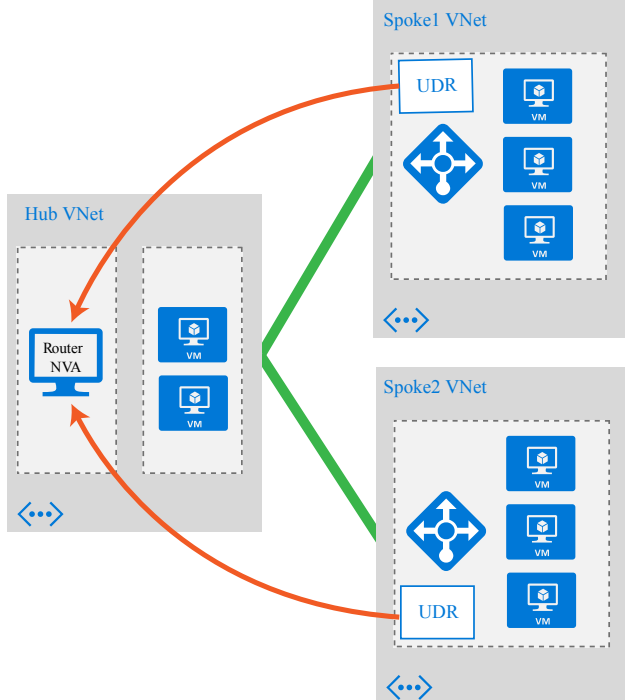 Spoke1 VNet
UDR
VM
VM
VM
Hub VNet
Router
NVA
VM
VM
Spoke2 VNet
VM
VM
VM
UDR